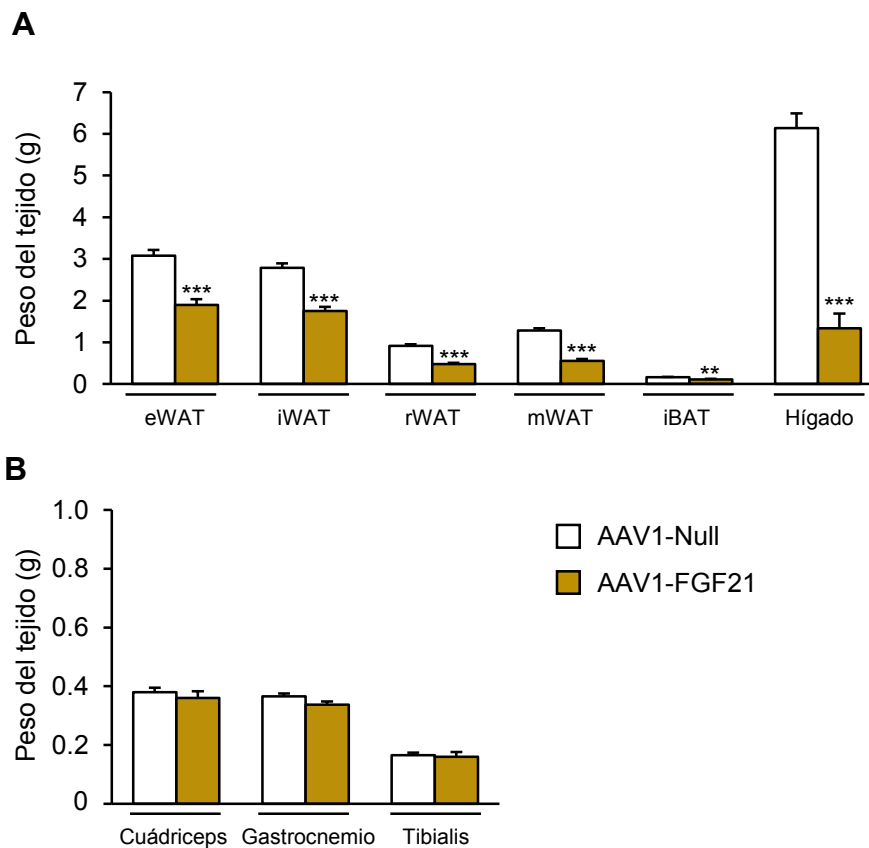 A
Peso del tejido (g)
7
6
5
4
3
2
1
0
***
***
***
***
**
***
eWAT
iWAT
rWAT
mWAT
iBAT
Hígado
B
Peso del tejido (g)
1.0
0.8
0.6
0.4
0.2
0
Cuádriceps
Gastrocnemio
Tibialis
AAV1-Null
AAV1-FGF21